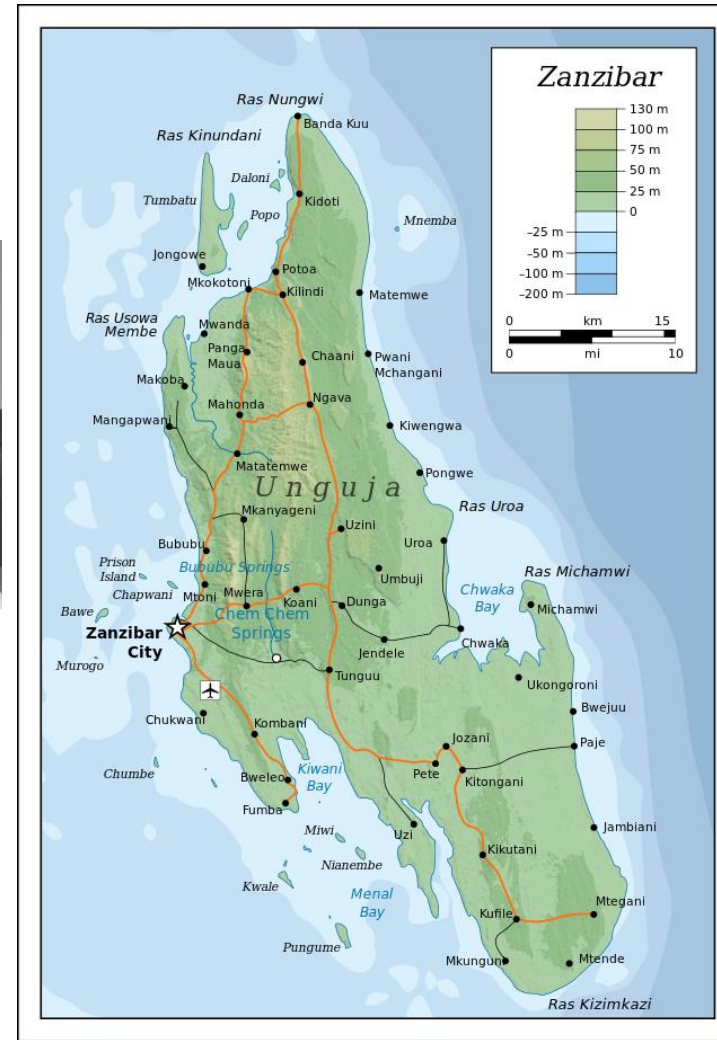 Zanzibar
130 m
100 m
75 m
50 m
25 m
0
–25 m
–50 m
–100 m
–200 m
0 km 15
0 mi 10
Ras Nungwi
Banda Kuu
Ras Kinundani
Daloni
Tumbatu
Kidoti
Popo
Mnemba
Jongowe
Potoa
Mkokotoni
Kilindi
Matemwe
Ras Usowa
Membe
Mwanda
Panga
Maua
Chaani
Pwani
Mchangani
Makoba
Ngava
Mahonda
Mangapwani
Kiwengwa
Matatemwe
Pongwe
Unguja
Ras Uroa
Mkanyageni
Uzini
Uroa
Bububu
Bububu Springs
Umbuji
Ras Michamwi
Prison
Island
Chapwani
Mtoni
Mwera
Koani
Dunga
Chwaka
Bay
Michamwi
Bawe
Chem Chem
Springs
Zanzibar
City
Jendele
Chwaka
Murogo
Tunguu
Ukongoroni
Chukwani
Bwejuu
Kombani
Jozani
Paje
Chumbe
Kiwani
Bay
Bweleo
Pete
Kitongani
Fumba
Miwi
Uzi
Jambiani
Nianembe
Kikutani
Kwale
Menal
Bay
Mtegani
Kufile
Pungume
Mkunguni
Mtende
Ras Kizimkazi